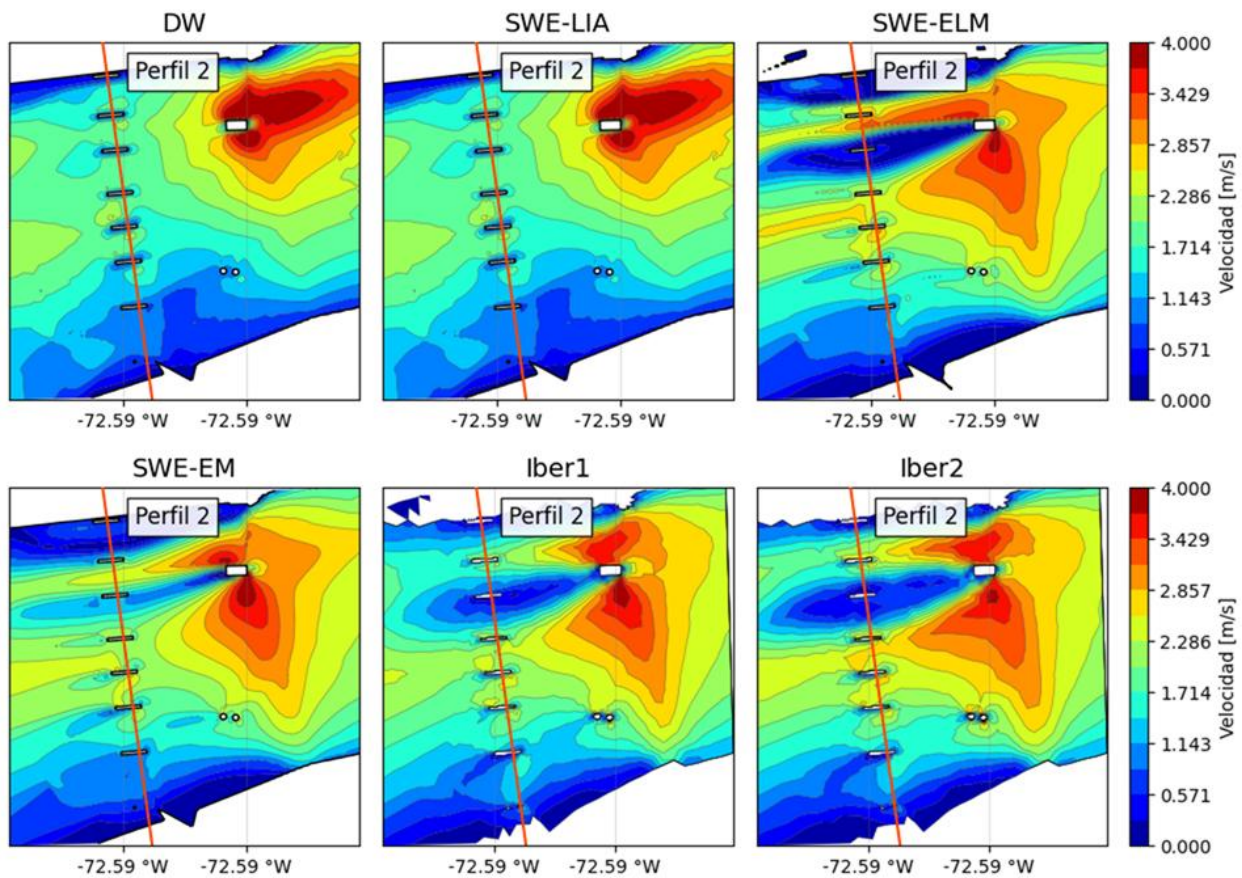 DW
SWE-LIA
SWE-ELM
Perfil 2
Perfil 2
Perfil 2
4.000
3.429
2.857
2.286
1.714
1.143
0.571
0.000
Velocidad [m/s]
-72.59 °W -72.59 °W
-72.59 °W -72.59 °W
-72.59 °W -72.59 °W
SWE-EM
Iber1
Iber2
Perfil 2
Perfil 2
Perfil 2
4.000
3.429
2.857
2.286
1.714
1.143
0.571
0.000
Velocidad [m/s]
-72.59 °W -72.59 °W
-72.59 °W -72.59 °W
-72.59 °W -72.59 °W